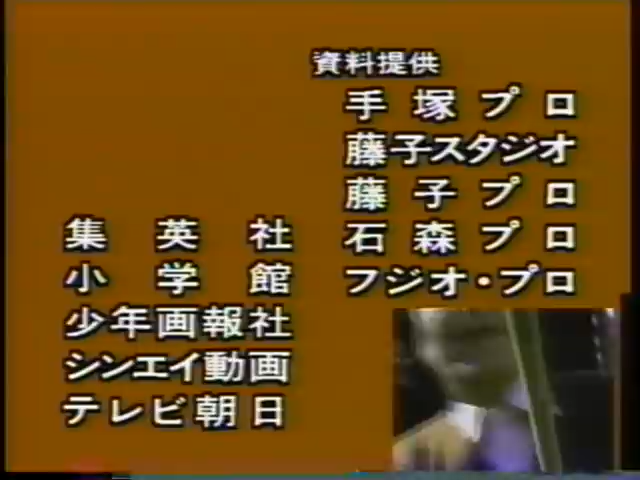 資料提供
手塚プロ
藤子スタジオ
藤子プロ
石森プロ
フジオ・プロ
集英社
小学館
少年画報社
シンエイ動画
テレビ朝日